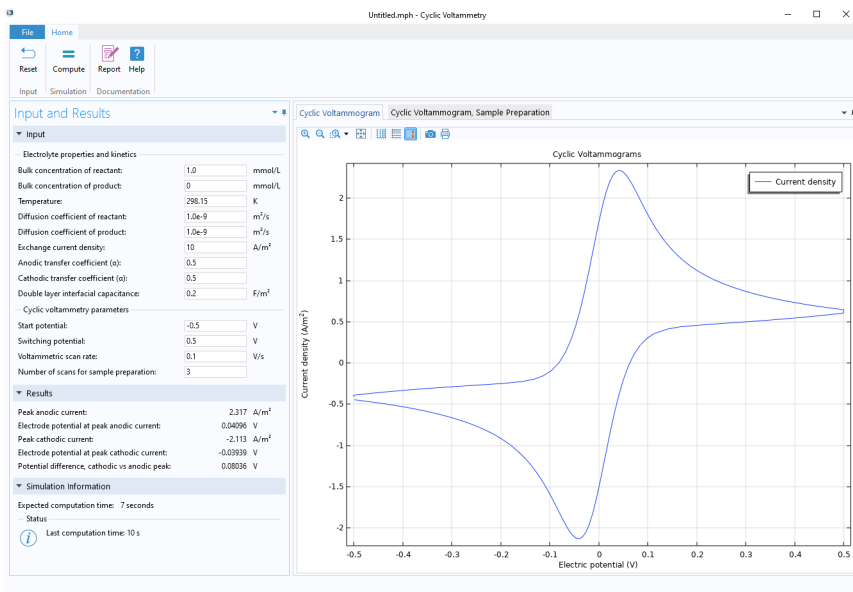 Untitled.mph - Cyclic Voltammetry
File Home
Reset Compute Report Help
Input Simulation Documentation
Input and Results
Input
Electrolyte properties and kinetics
Bulk concentration of reactant: 1.0 mmol/L
Bulk concentration of product: 0 mmol/L
Temperature: 298.15 K
Diffusion coefficient of reactant: 1.0e-9 m²/s
Diffusion coefficient of product: 1.0e-9 m²/s
Exchange current density: 10 A/m²
Anodic transfer coefficient (α): 0.5
Cathodic transfer coefficient (α): 0.5
Double layer interfacial capacitance: 0.2 F/m²
Cyclic voltammetry parameters
Start potential: -0.5 V
Switching potential: 0.5 V
Voltammetric scan rate: 0.1 V/s
Number of scans for sample preparation: 3
Results
Peak anodic current: 2.317 A/m²
Electrode potential at peak anodic current: 0.04096 V
Peak cathodic current: -2.113 A/m²
Electrode potential at peak cathodic current: -0.03939 V
Potential difference, cathodic vs anodic peak: 0.08036 V
Simulation Information
Expected computation time: 7 seconds
Status
Last computation time: 10 s
Cyclic Voltammogram Cyclic Voltammogram, Sample Preparation
Cyclic Voltammograms
Current density
Current density (A/m²)
2
1.5
1
0.5
0
-0.5
-1
-1.5
-2
-0.5 -0.4 -0.3 -0.2 -0.1 0 0.1 0.2 0.3 0.4 0.5
Electric potential (V)